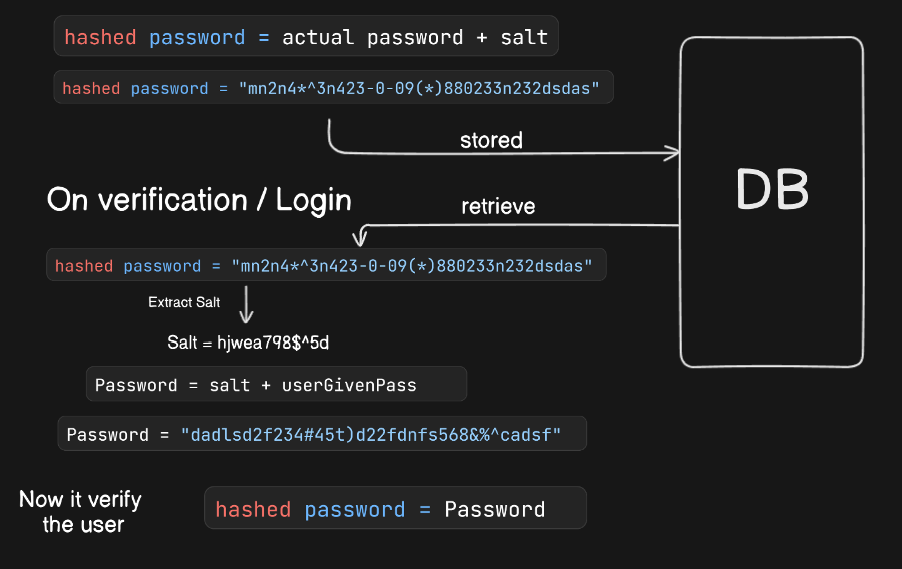 hashed password = actual password + salt
hashed password = "mn2n4*^3n423-0-09(*)880233n232dsdas"
stored
DB
On verification / Login
retrieve
hashed password = "mn2n4*^3n423-0-09(*)880233n232dsdas"
Extract Salt
Salt = hjwea798$^5d
Password = salt + userGivenPass
Password = "dadlsd2f234#45t)d22fdnfs568&%^cadsf"
Now it verify
the user
hashed password = Password